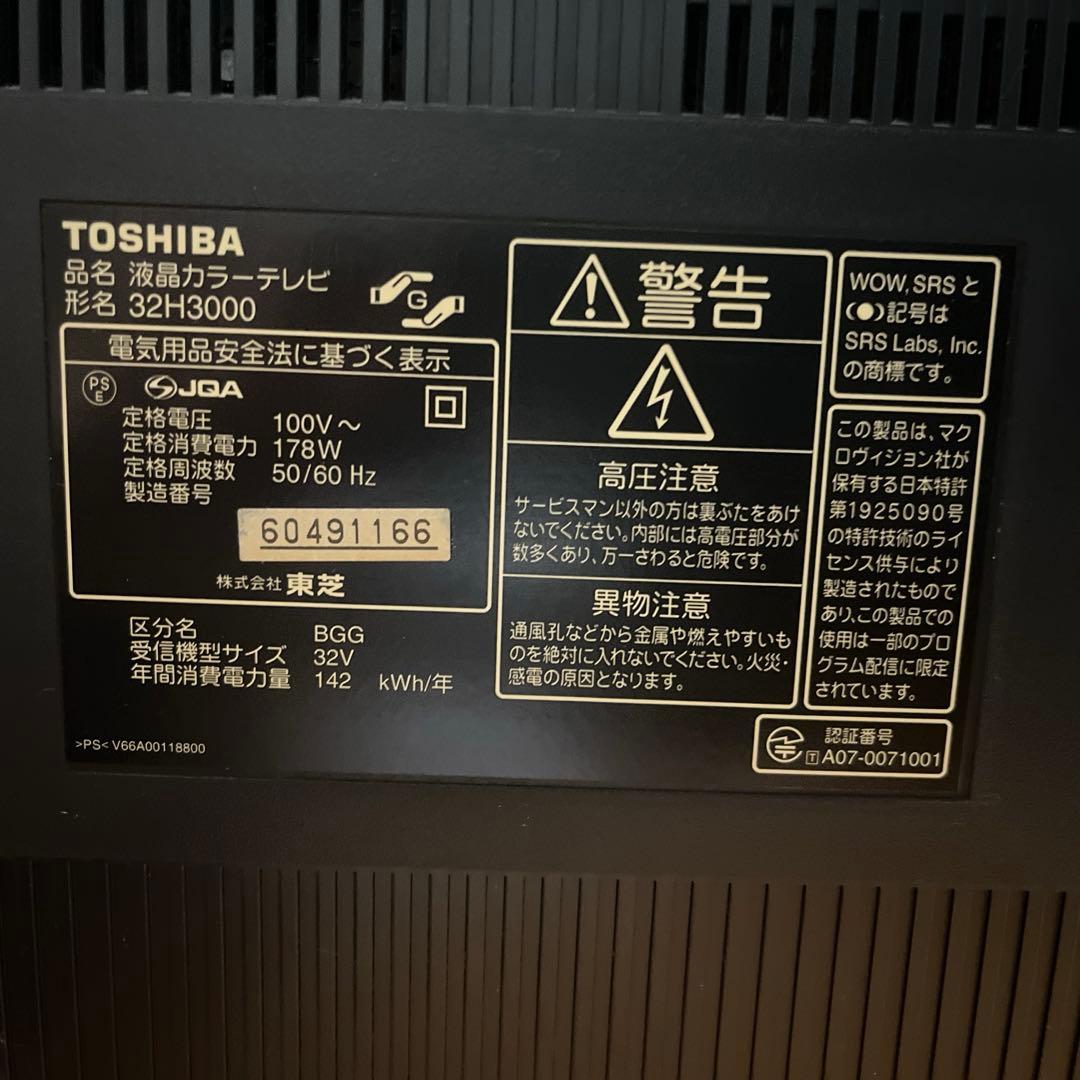 TOSHIBA
品名 液晶カラーテレビ
形名 32H3000
G
電気用品安全法に基づく表示
PS
E
JQA
定格電圧 100V～
定格消費電力 178W
定格周波数 50/60 Hz
製造番号
60491166
株式会社 東芝
区分名 BGG
受信機型サイズ 32V
年間消費電力量 142 kWh/年
>PS< V66A00118800
警告
高圧注意
サービスマン以外の方は裏ぶたをあけ
ないでください。内部には高電圧部分が
数多くあり、万一さわると危険です。
異物注意
通風孔などから金属や燃えやすいも
のを絶対に入れないでください。火災・
感電の原因となります。
WOW, SRS と
(●)記号は
SRS Labs, Inc.
の商標です。
この製品は、マク
ロヴィジョン社が
保有する日本特許
第1925090号
の特許技術のライ
センス供与により
製造されたもので
あり、この製品での
使用は一部のプロ
グラム配信に限定
されています。
認証番号
T A07-0071001